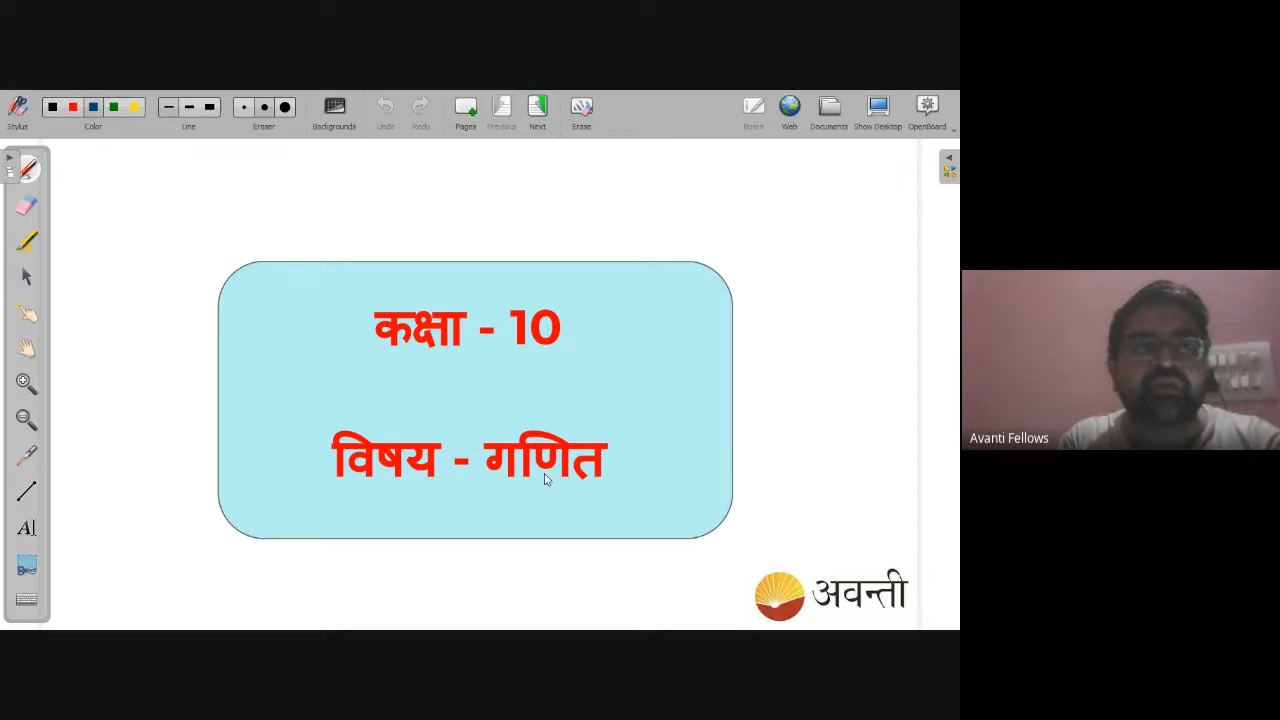 Stylus Color Line Eraser Backgrounds Undo Redo Pages Previous Next Erase Board Web Documents Show Desktop OpenBoard
कक्षा - 10
विषय - गणित
Avanti Fellows
अवन्ती